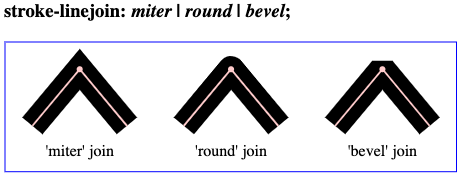 stroke-linejoin: miter | round | bevel;
'miter' join 'round' join 'bevel' join